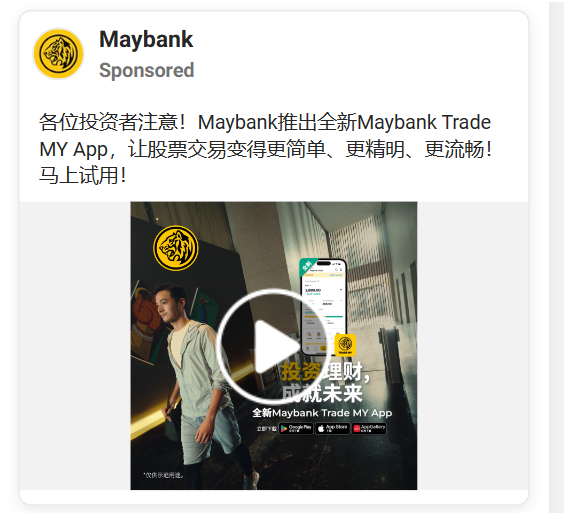 Maybank
Sponsored
各位投资者注意！Maybank推出全新Maybank Trade
MY App，让股票交易变得更简单、更精明、更流畅！
马上试用！
全新
TRADE MY
投资理财，
成就未来
全新Maybank Trade MY App
立即下载
Google Play
App Store
AppGallery
*仅供示范用途。